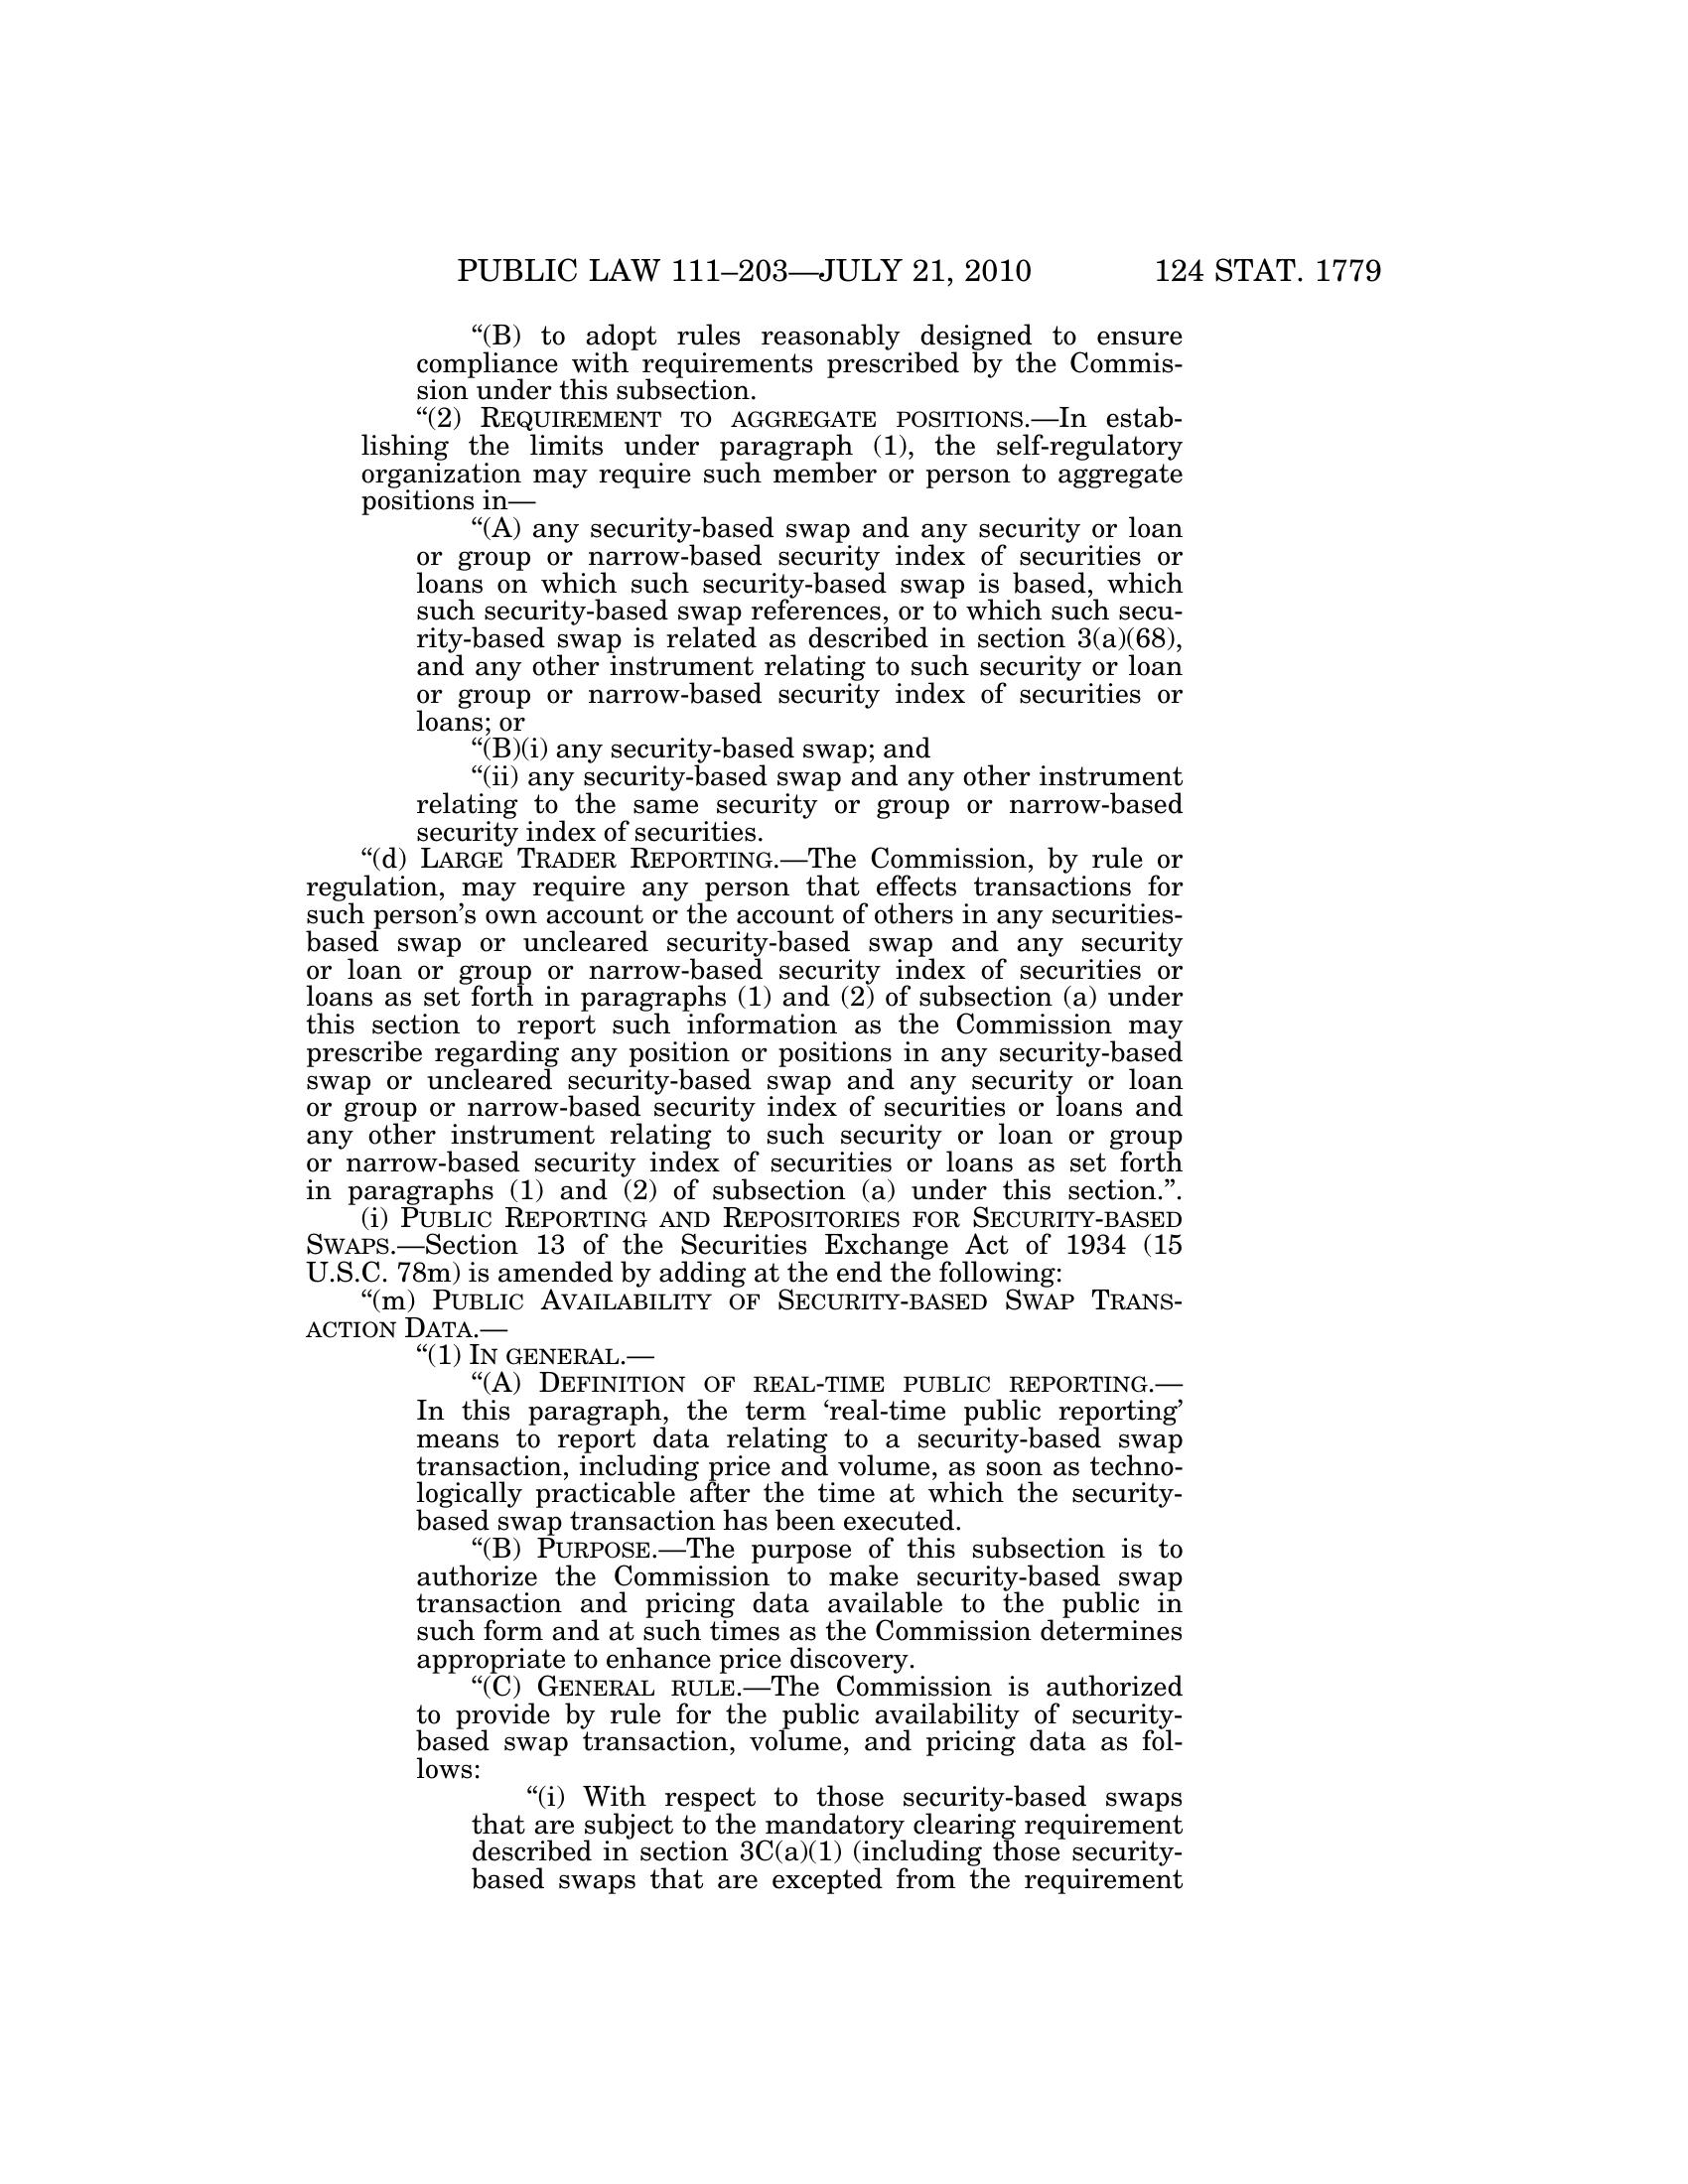 PUBLIC LAW 111–203—JULY 21, 2010 124 STAT. 1779
“(B) to adopt rules reasonably designed to ensure
compliance with requirements prescribed by the Commis-
sion under this subsection.
“(2) REQUIREMENT TO AGGREGATE POSITIONS.—In estab-
lishing the limits under paragraph (1), the self-regulatory
organization may require such member or person to aggregate
positions in—
“(A) any security-based swap and any security or loan
or group or narrow-based security index of securities or
loans on which such security-based swap is based, which
such security-based swap references, or to which such secu-
rity-based swap is related as described in section 3(a)(68),
and any other instrument relating to such security or loan
or group or narrow-based security index of securities or
loans; or
“(B)(i) any security-based swap; and
“(ii) any security-based swap and any other instrument
relating to the same security or group or narrow-based
security index of securities.
“(d) LARGE TRADER REPORTING.—The Commission, by rule or
regulation, may require any person that effects transactions for
such person’s own account or the account of others in any securities-
based swap or uncleared security-based swap and any security
or loan or group or narrow-based security index of securities or
loans as set forth in paragraphs (1) and (2) of subsection (a) under
this section to report such information as the Commission may
prescribe regarding any position or positions in any security-based
swap or uncleared security-based swap and any security or loan
or group or narrow-based security index of securities or loans and
any other instrument relating to such security or loan or group
or narrow-based security index of securities or loans as set forth
in paragraphs (1) and (2) of subsection (a) under this section.”.
(i) PUBLIC REPORTING AND REPOSITORIES FOR SECURITY-BASED
SWAPS.—Section 13 of the Securities Exchange Act of 1934 (15
U.S.C. 78m) is amended by adding at the end the following:
“(m) PUBLIC AVAILABILITY OF SECURITY-BASED SWAP TRANS-
ACTION DATA.—
“(1) IN GENERAL.—
“(A) DEFINITION OF REAL-TIME PUBLIC REPORTING.—
In this paragraph, the term ‘real-time public reporting’
means to report data relating to a security-based swap
transaction, including price and volume, as soon as techno-
logically practicable after the time at which the security-
based swap transaction has been executed.
“(B) PURPOSE.—The purpose of this subsection is to
authorize the Commission to make security-based swap
transaction and pricing data available to the public in
such form and at such times as the Commission determines
appropriate to enhance price discovery.
“(C) GENERAL RULE.—The Commission is authorized
to provide by rule for the public availability of security-
based swap transaction, volume, and pricing data as fol-
lows:
“(i) With respect to those security-based swaps
that are subject to the mandatory clearing requirement
described in section 3C(a)(1) (including those security-
based swaps that are excepted from the requirement